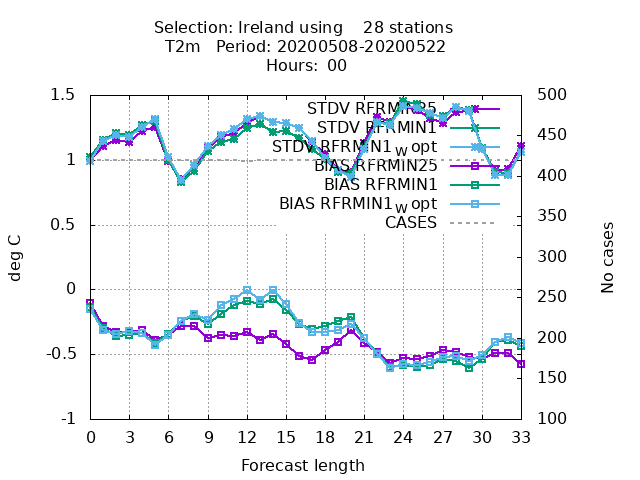 Selection: Ireland using 28 stations
T2m Period: 20200508-20200522
Hours: 00
1.5
1
0.5
0
-0.5
-1
deg C
500
450
400
350
300
250
200
150
100
No cases
STDV RFRMIN25
STDV RFRMIN1
STDV RFRMIN1w opt
BIAS RFRMIN25
BIAS RFRMIN1
BIAS RFRMIN1w opt
CASES
0 3 6 9 12 15 18 21 24 27 30 33
Forecast length